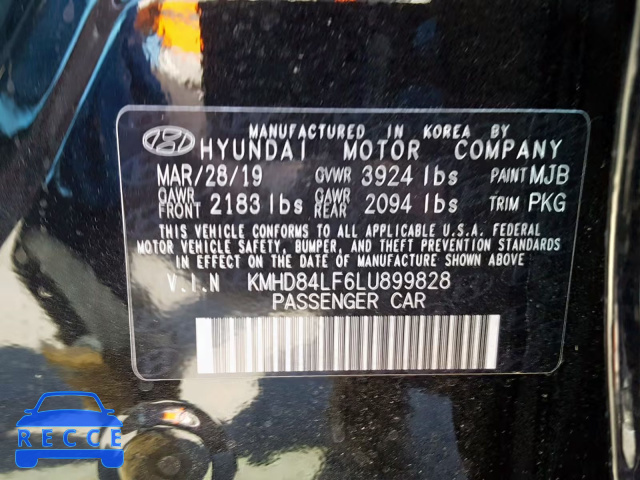 MANUFACTURED IN KOREA BY
HYUNDAI MOTOR COMPANY
MAR/28/19 GVWR 3924 lbs PAINT MJB
GAWR FRONT 2183 lbs GAWR REAR 2094 lbs TRIM PKG
THIS VEHICLE CONFORMS TO ALL APPLICABLE U.S.A. FEDERAL
MOTOR VEHICLE SAFETY, BUMPER, AND THEFT PREVENTION STANDARDS
IN EFFECT ON THE DATE OF MANUFACTURE SHOWN ABOVE.
V.I.N KMHD84LF6LU899828
PASSENGER CAR
RECCE